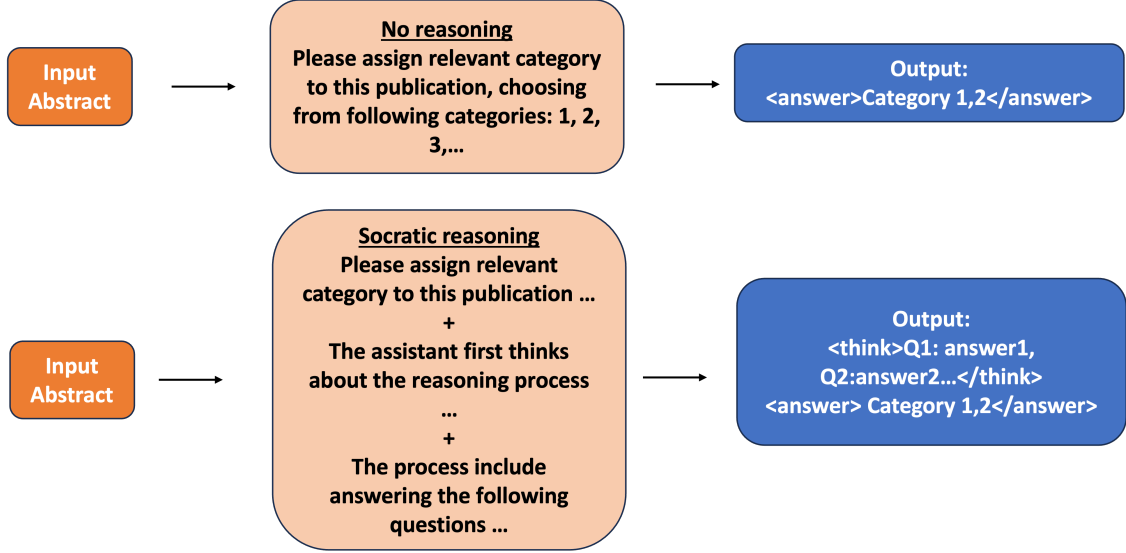 Input
Abstract
No reasoning
Please assign relevant category
to this publication, choosing
from following categories: 1, 2,
3,…
Output:
<answer>Category 1,2</answer>
Input
Abstract
Socratic reasoning
Please assign relevant
category to this publication …
+
The assistant first thinks
about the reasoning process
…
+
The process include
answering the following
questions …
Output:
<think>Q1: answer1,
Q2:answer2…</think>
<answer> Category 1,2</answer>